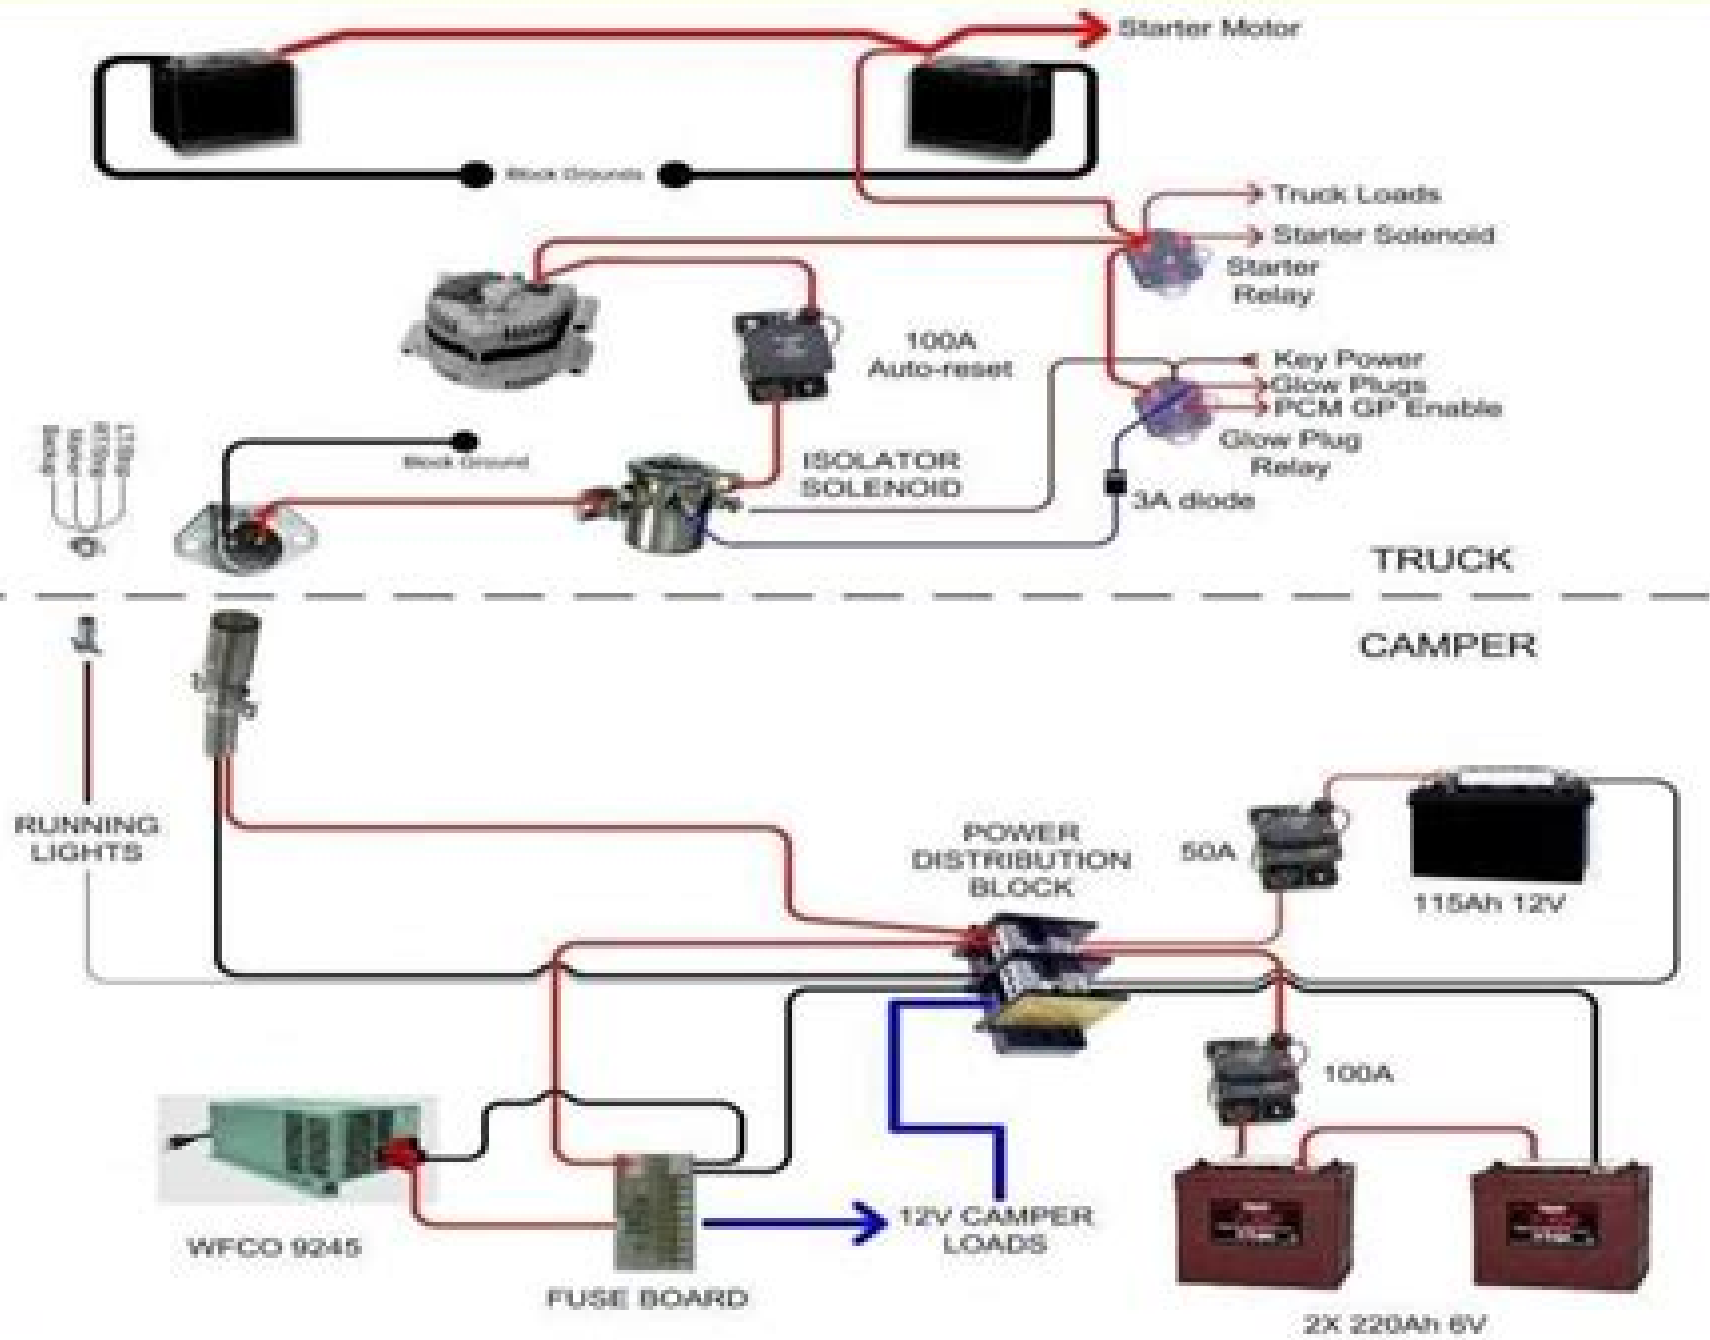 Starter Motor
Block Grounds
Truck Loads
Starter Solenoid
Starter
Relay
100A
Auto-reset
Key Power
Glow Plugs
PCM GP Enable
Glow Plug
Relay
Block Ground
ISOLATOR
SOLENOID
3A diode
TRUCK
CAMPER
RUNNING
LIGHTS
POWER
DISTRIBUTION
BLOCK
50A
115Ah 12V
100A
WFCO 9245
12V CAMPER
LOADS
FUSE BOARD
2X 220Ah 6V